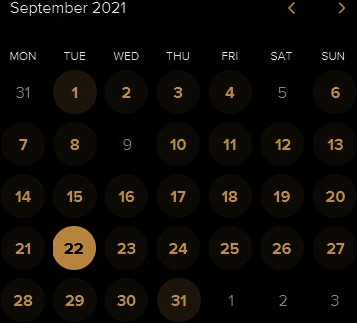 September 2021
MON TUE WED THU FRI SAT SUN
31 1 2 3 4 5 6
7 8 9 10 11 12 13
14 15 16 17 18 19 20
21 22 23 24 25 26 27
28 29 30 31 1 2 3